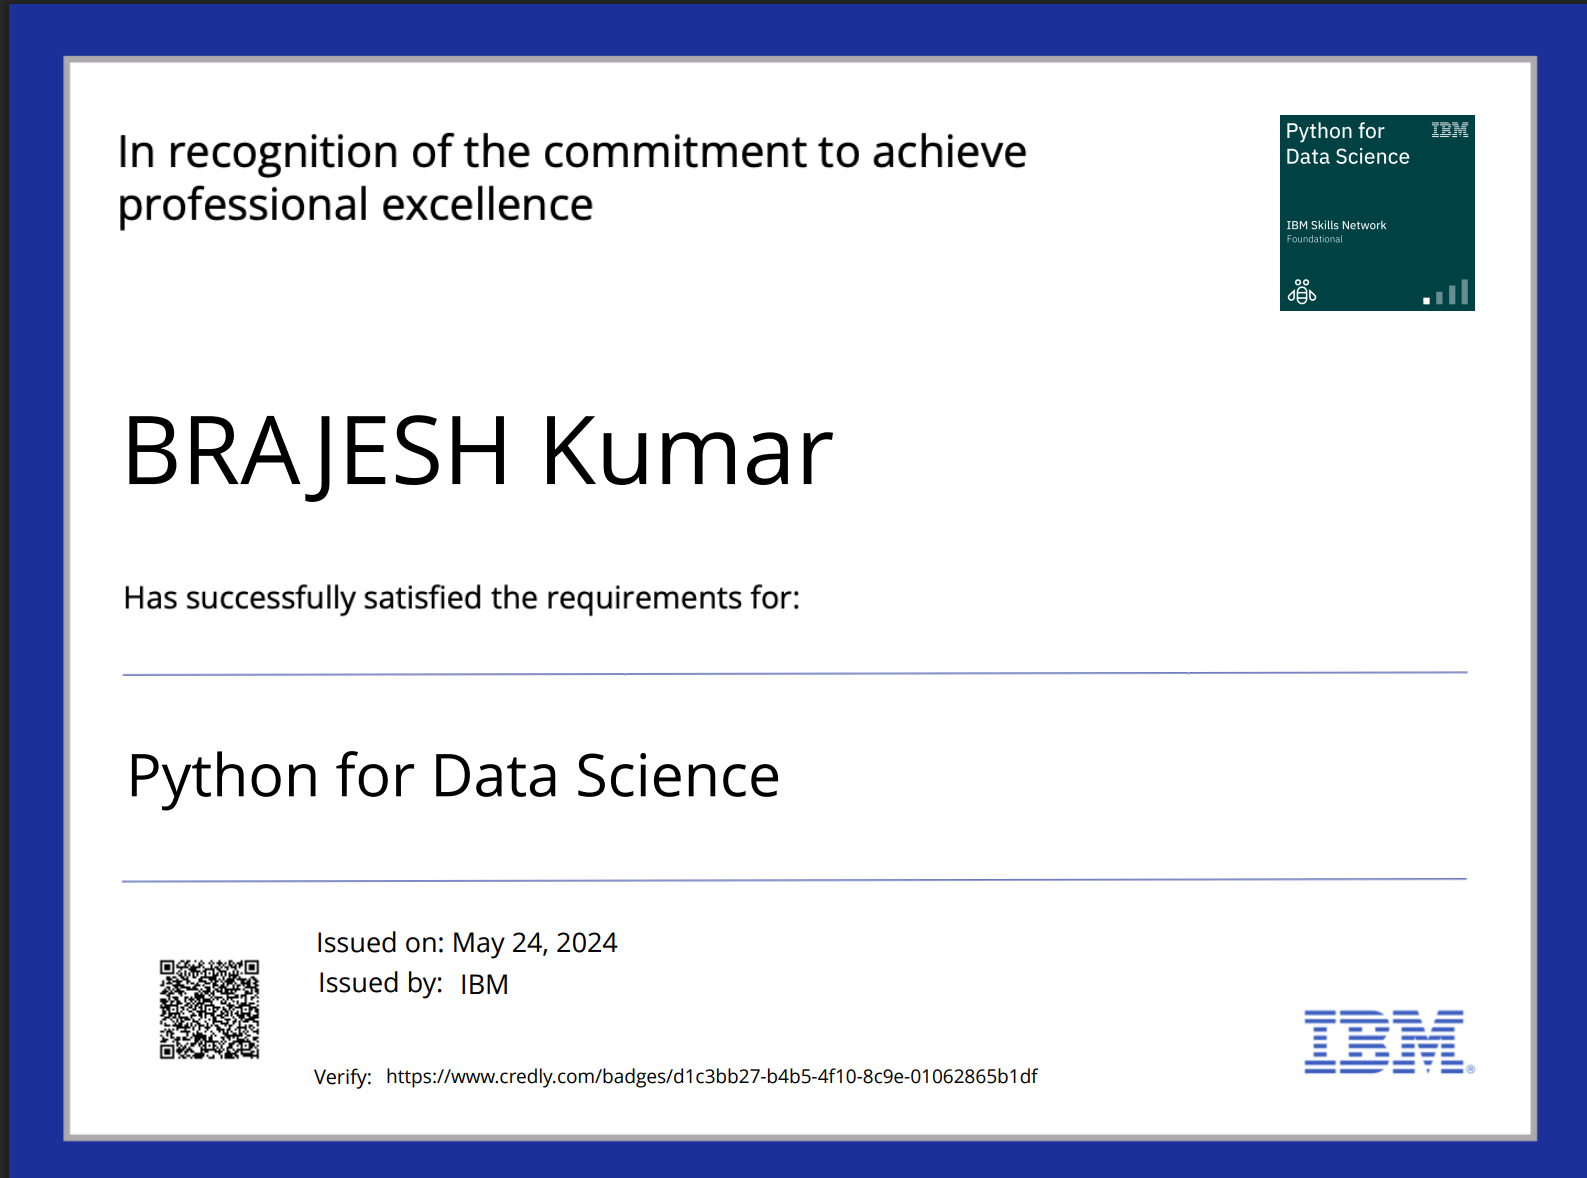 In recognition of the commitment to achieve
professional excellence
Python for
Data Science
IBM
IBM Skills Network
Foundational
BRAJESH Kumar
Has successfully satisfied the requirements for:
Python for Data Science
Issued on: May 24, 2024
Issued by: IBM
Verify: https://www.credly.com/badges/d1c3bb27-b4b5-4f10-8c9e-01062865b1df
IBM®